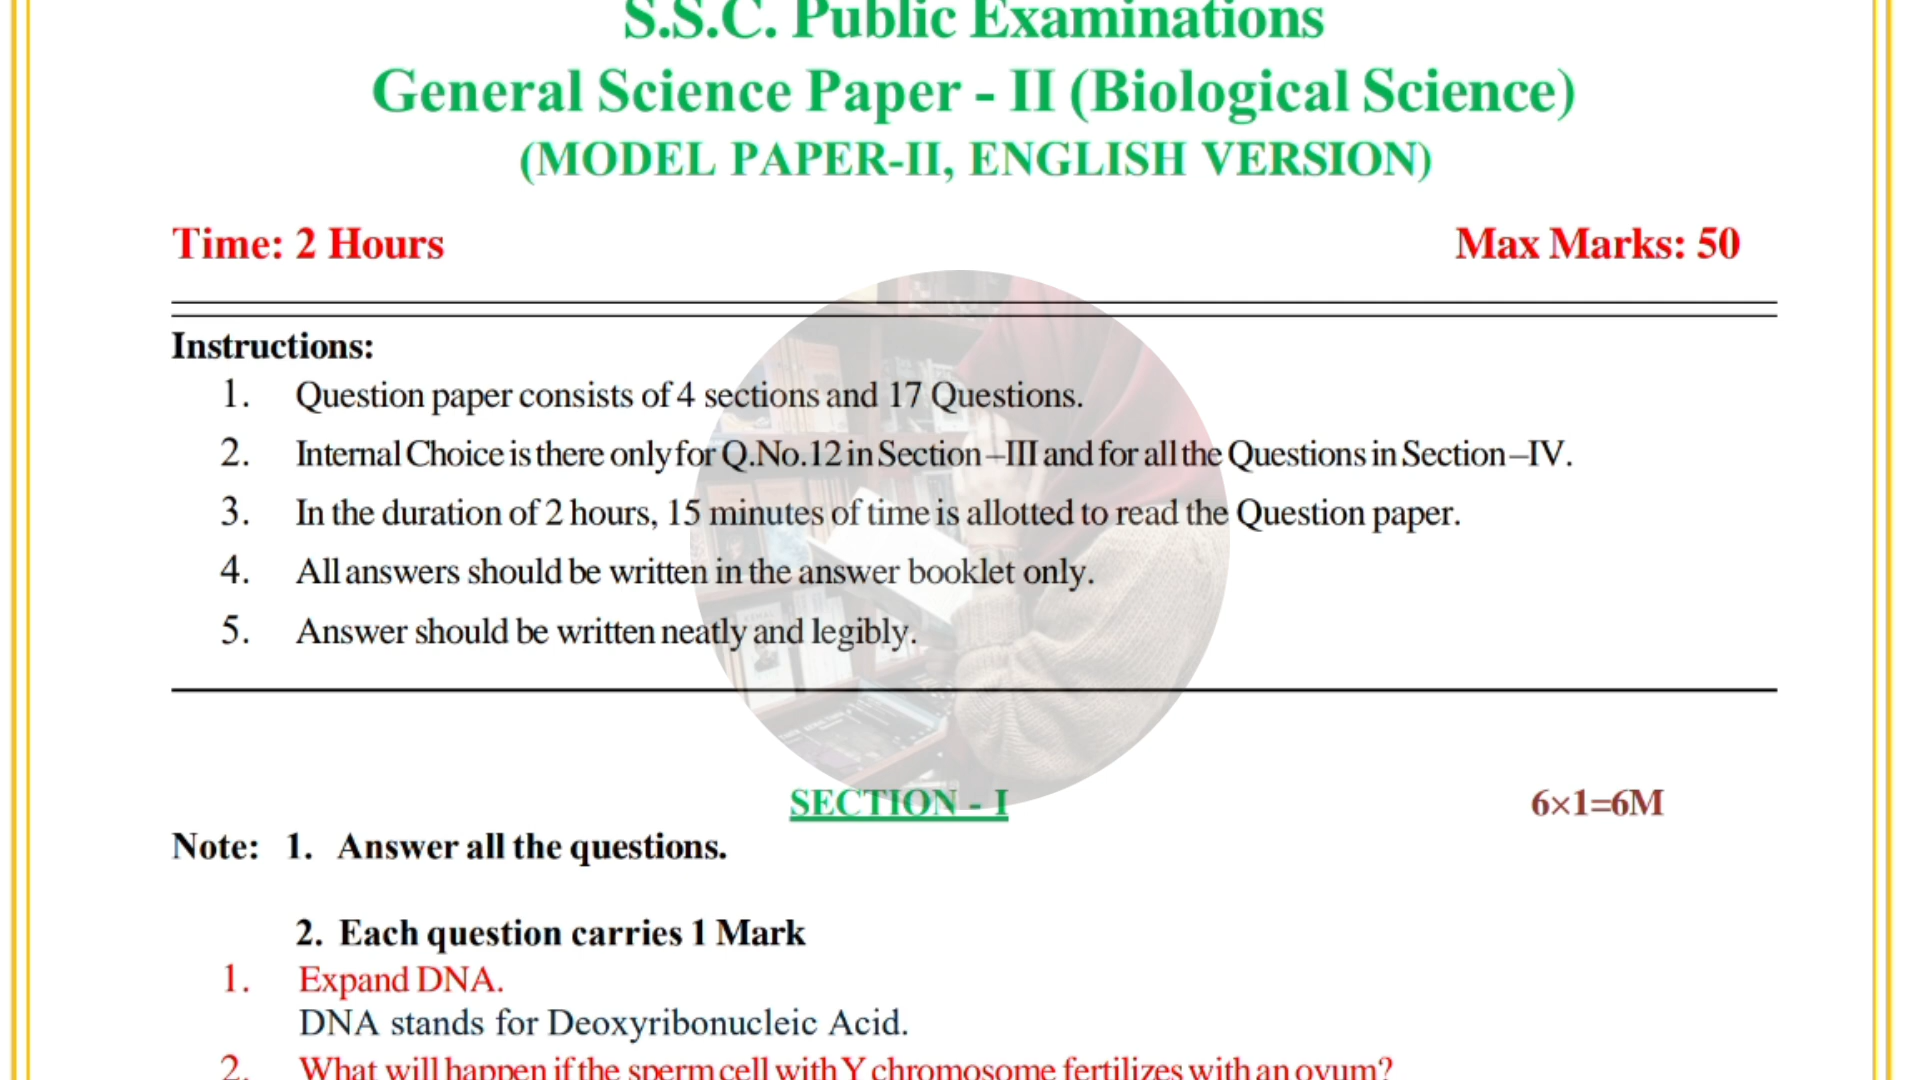 S.S.C. Public Examinations
General Science Paper - II (Biological Science)
(MODEL PAPER-II, ENGLISH VERSION)
Time: 2 Hours Max Marks: 50
Instructions:
1. Question paper consists of 4 sections and 17 Questions.
2. Internal Choice is there only for Q.No.12 in Section–III and for all the Questions in Section–IV.
3. In the duration of 2 hours, 15 minutes of time is allotted to read the Question paper.
4. All answers should be written in the answer booklet only.
5. Answer should be written neatly and legibly.
SECTION - I 6×1=6M
Note: 1. Answer all the questions.
2. Each question carries 1 Mark
1. Expand DNA.
DNA stands for Deoxyribonucleic Acid.
2. What will happen if the sperm cell with Y chromosome fertilizes with an ovum?